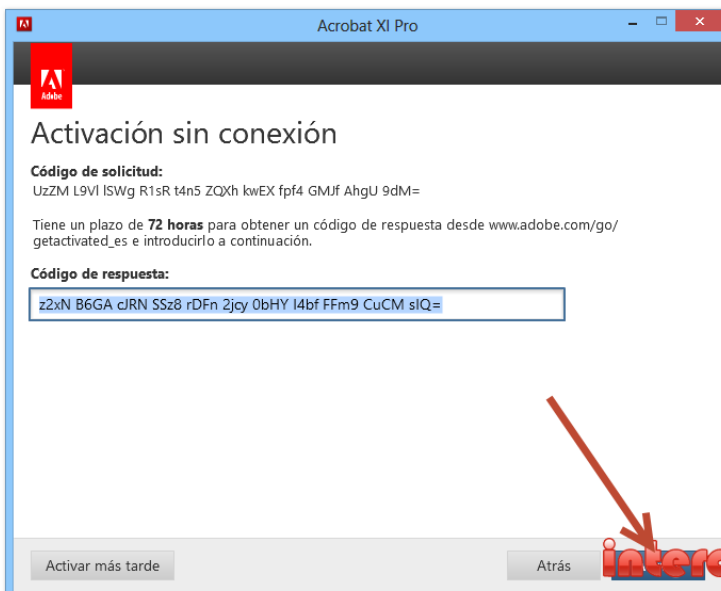 Acrobat XI Pro
Adobe
Activación sin conexión
Código de solicitud:
UzZM L9Vl lSWg R1sR t4n5 ZQXh kwEX fpf4 GMJf AhgU 9dM=
Tiene un plazo de 72 horas para obtener un código de respuesta desde www.adobe.com/go/
getactivated_es e introducirlo a continuación.
Código de respuesta:
z2xN B6GA cJRN SSz8 rDFn 2jcy 0bHY I4bf FFm9 CuCM sIQ=
Activar más tarde
Atrás